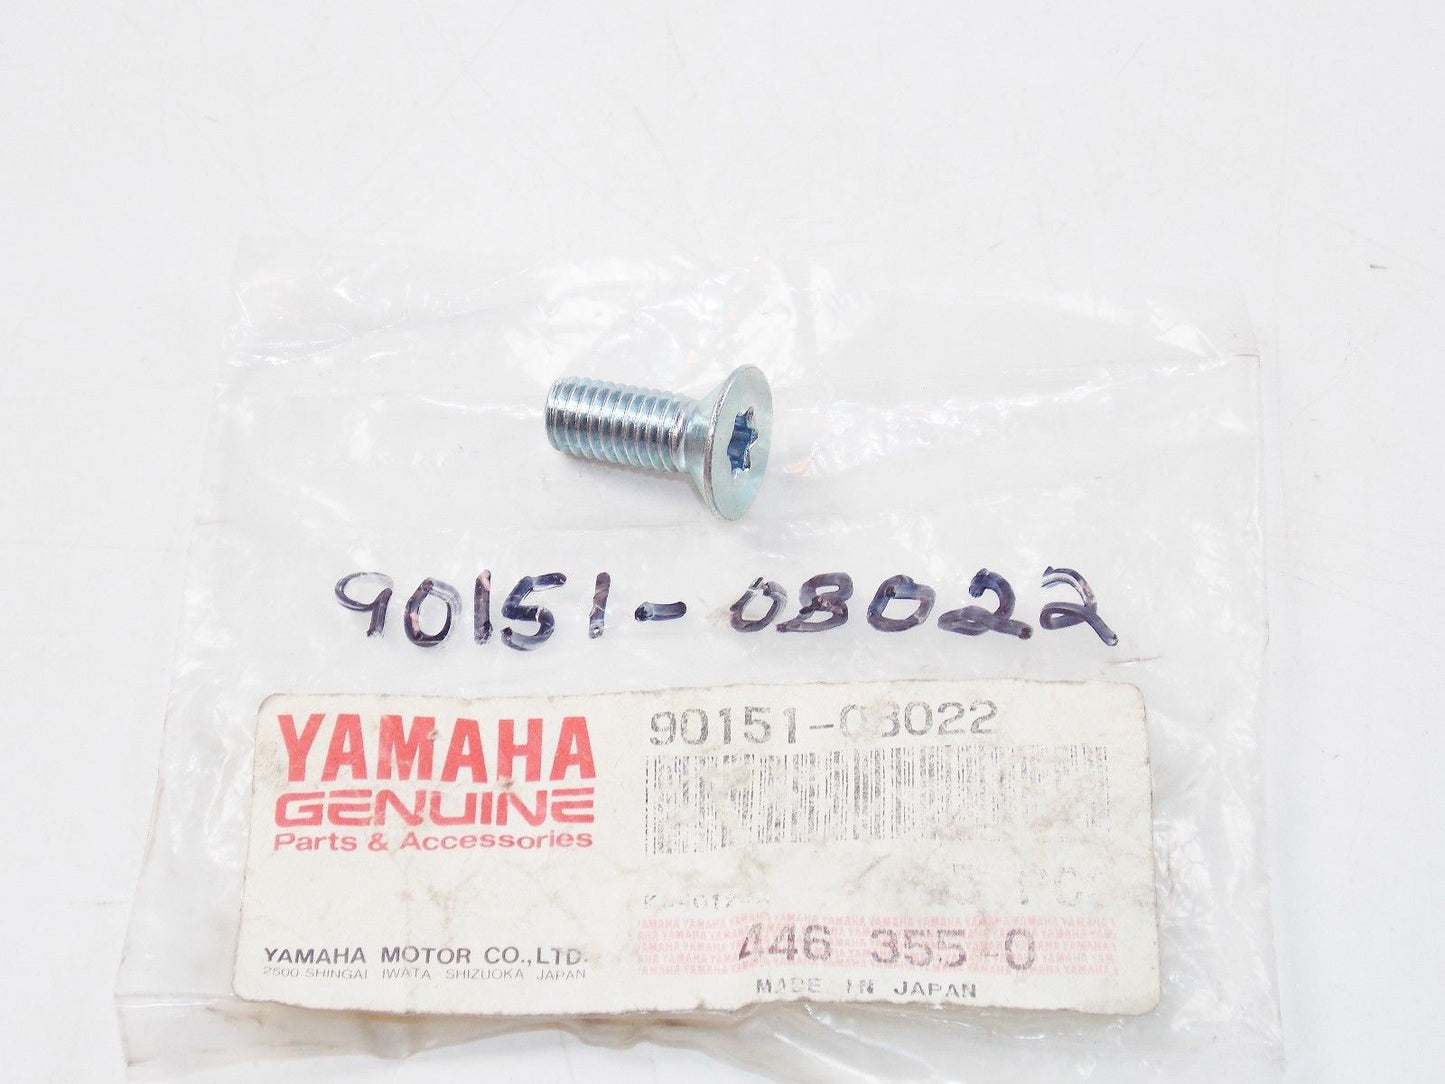 90151-08022
YAMAHA
GENUINE
Parts & Accessories
YAMAHA MOTOR CO.,LTD.
2500 SHINGAI IWATA SHIZUOKA JAPAN
90151-08022
446 355-0
MADE IN JAPAN